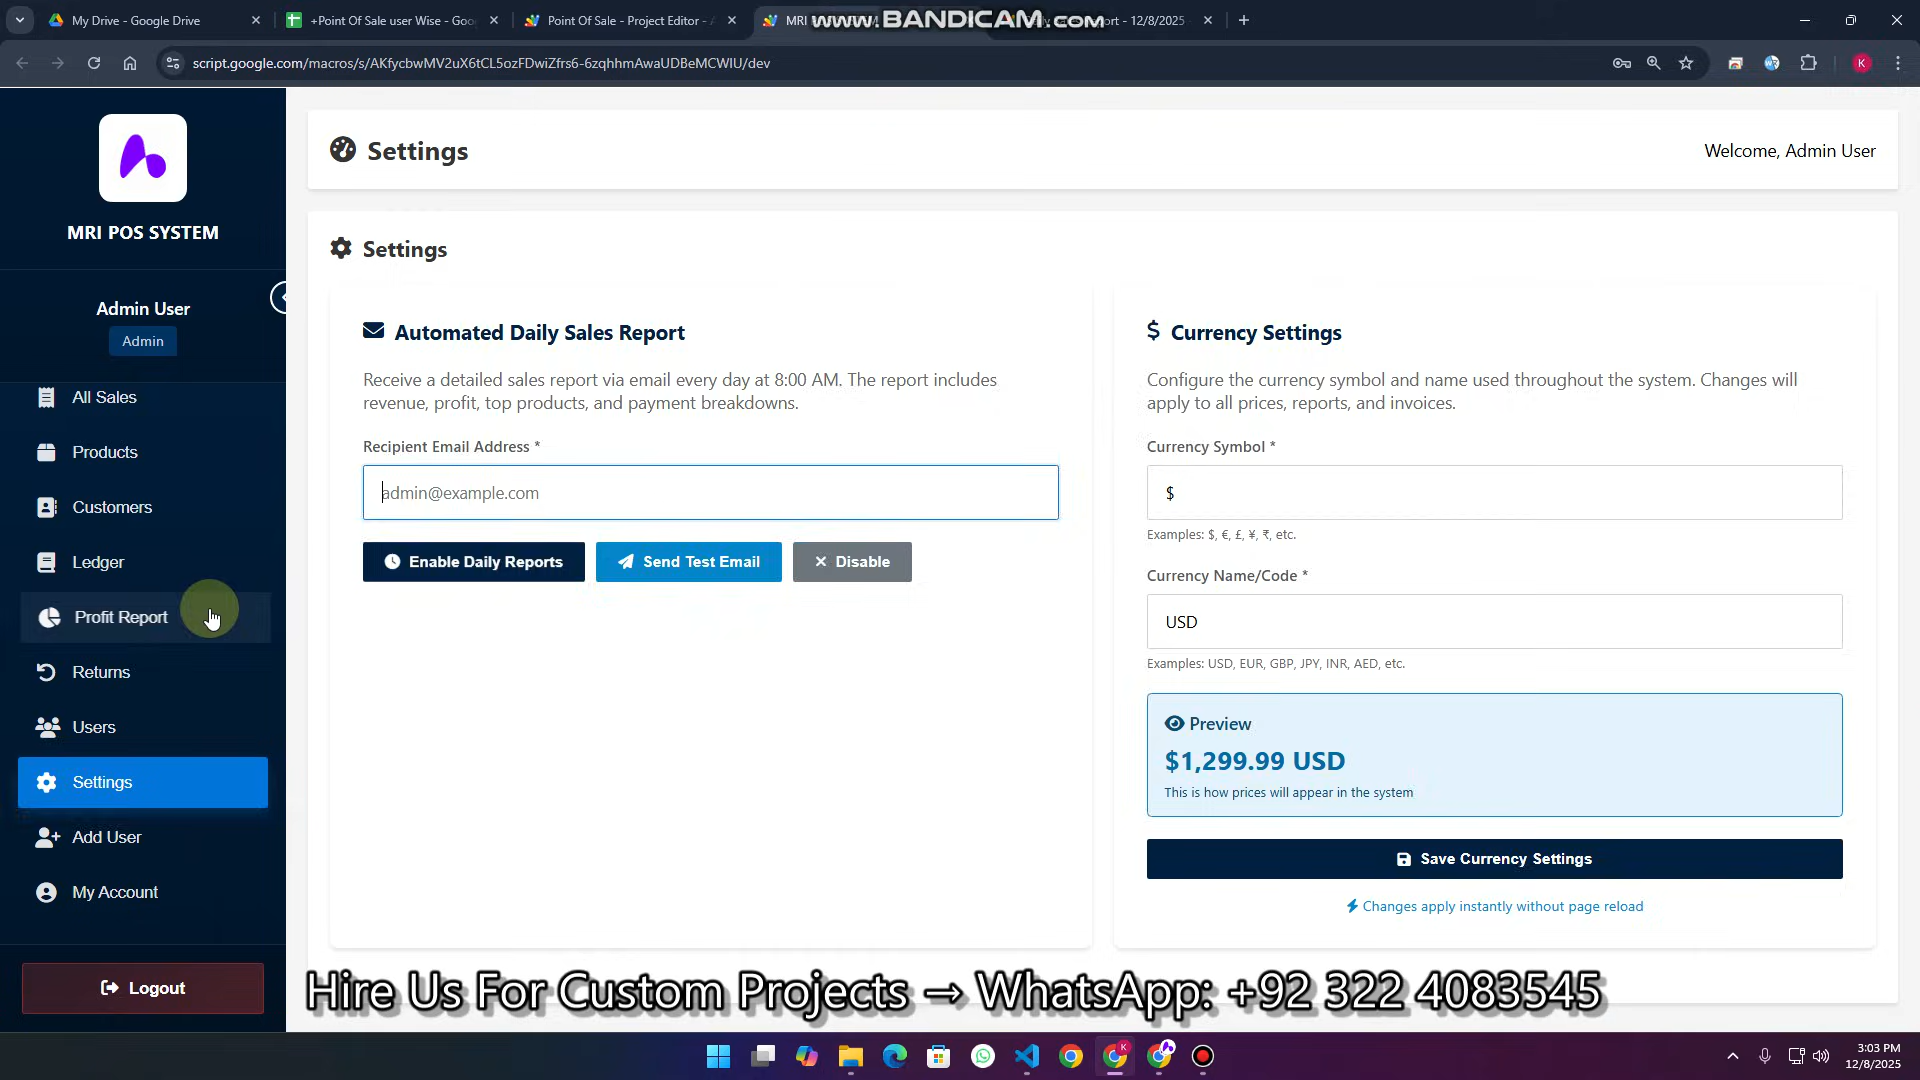 My Drive - Google Drive
+Point Of Sale user Wise - Goo
Point Of Sale - Project Editor - A
MRI
www.BANDICAM.com
port - 12/8/2025
script.google.com/macros/s/AKfycbwMV2uX6tCL5ozFDwiZfrs6-6zqhhmAwaUDBeMCWIU/dev
K
MRI POS SYSTEM
Admin User
Admin
All Sales
Products
Customers
Ledger
Profit Report
Returns
Users
Settings
Add User
My Account
Logout
Settings
Welcome, Admin User
Settings
Automated Daily Sales Report
Receive a detailed sales report via email every day at 8:00 AM. The report includes
revenue, profit, top products, and payment breakdowns.
Recipient Email Address *
admin@example.com
Enable Daily Reports
Send Test Email
Disable
$ Currency Settings
Configure the currency symbol and name used throughout the system. Changes will
apply to all prices, reports, and invoices.
Currency Symbol *
$
Examples: $, €, £, ¥, ₹, etc.
Currency Name/Code *
USD
Examples: USD, EUR, GBP, JPY, INR, AED, etc.
Preview
$1,299.99 USD
This is how prices will appear in the system
Save Currency Settings
Changes apply instantly without page reload
Hire Us For Custom Projects → WhatsApp: +92 322 4083545
K
3:03 PM
12/8/2025